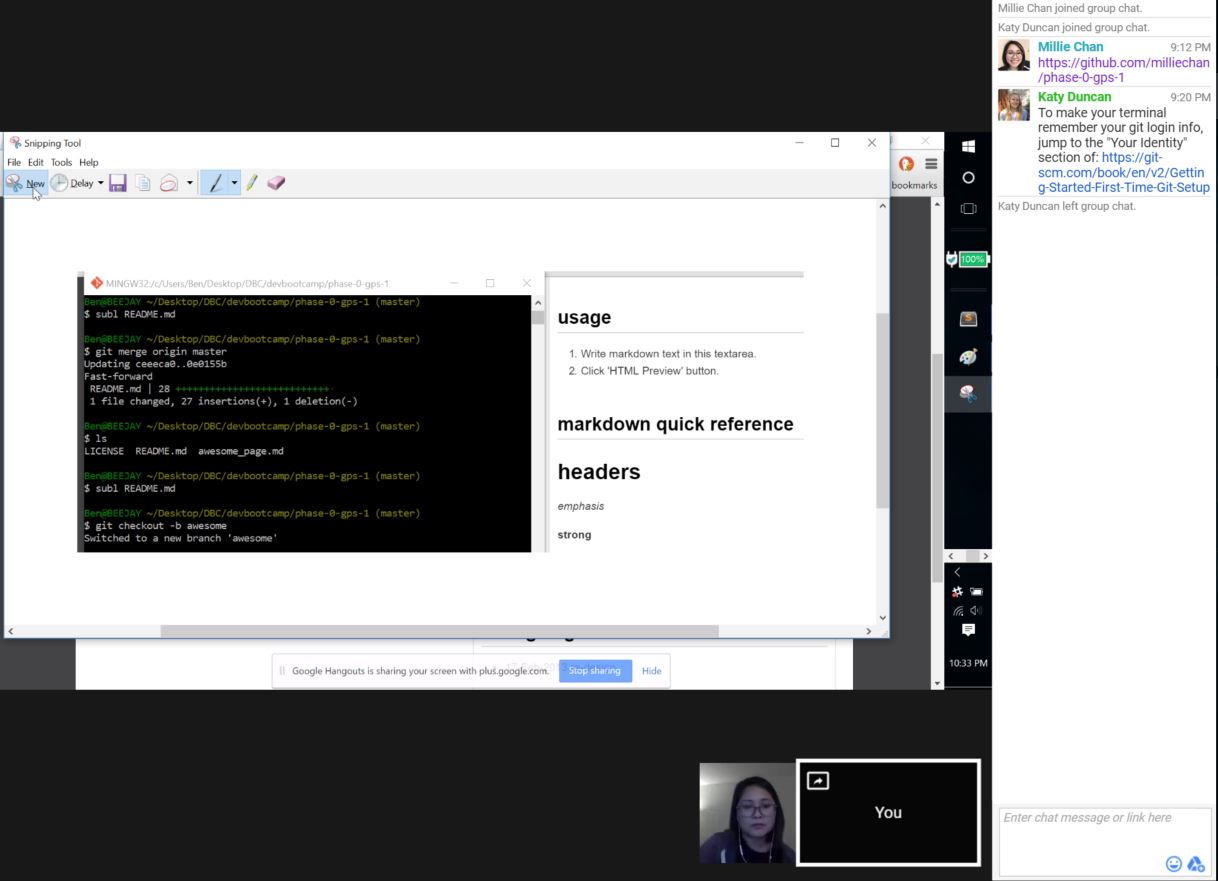 Snipping Tool
File Edit Tools Help
New Delay
bookmarks
MINGW32:/c/Users/Ben/Desktop/DBC/devbootcamp/phase-0-gps-1
Ben@BEEJAY ~/Desktop/DBC/devbootcamp/phase-0-gps-1 (master)
$ subl README.md
Ben@BEEJAY ~/Desktop/DBC/devbootcamp/phase-0-gps-1 (master)
$ git merge origin master
Updating ceeeca0..0e0155b
Fast-forward
README.md | 28 +++++++++++++++++++++++++++-
1 file changed, 27 insertions(+), 1 deletion(-)
Ben@BEEJAY ~/Desktop/DBC/devbootcamp/phase-0-gps-1 (master)
$ ls
LICENSE README.md awesome_page.md
Ben@BEEJAY ~/Desktop/DBC/devbootcamp/phase-0-gps-1 (master)
$ subl README.md
Ben@BEEJAY ~/Desktop/DBC/devbootcamp/phase-0-gps-1 (master)
$ git checkout -b awesome
Switched to a new branch 'awesome'
usage
1. Write markdown text in this textarea.
2. Click 'HTML Preview' button.
markdown quick reference
headers
emphasis
strong
Google Hangouts is sharing your screen with plus.google.com.
Stop sharing
Hide
100%
10:33 PM
You
Millie Chan joined group chat.
Katy Duncan joined group chat.
Millie Chan 9:12 PM
https://github.com/milliechan
/phase-0-gps-1
Katy Duncan 9:20 PM
To make your terminal
remember your git login info,
jump to the "Your Identity"
section of: https://git-
scm.com/book/en/v2/Gettin
g-Started-First-Time-Git-Setup
Katy Duncan left group chat.
Enter chat message or link here